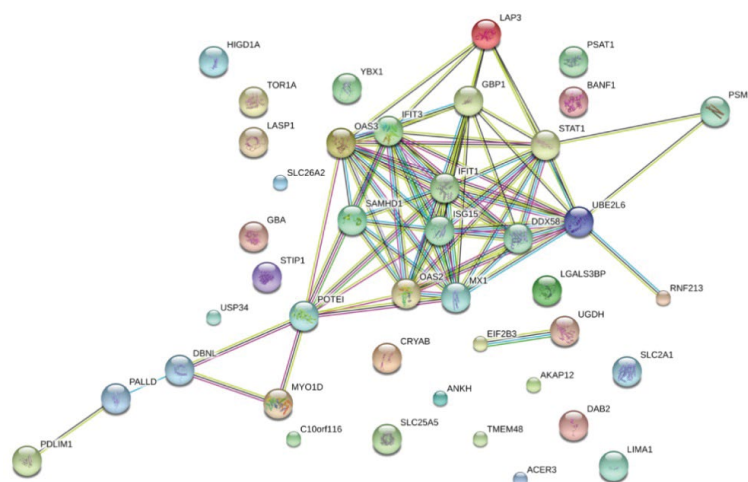 LAP3
HIGD1A
PSAT1
YBX1
GBP1
TOR1A
BANF1
PSM
IFIT3
OAS3
STAT1
LASP1
IFIT1
SLC26A2
SAMHD1
UBE2L6
ISG15
DDX58
GBA
STIP1
OAS2
MX1
LGALS3BP
RNF213
POTEI
USP34
UGDH
EIF2B3
CRYAB
DBNL
SLC2A1
AKAP12
PALLD
MYO1D
ANKH
DAB2
SLC25A5
C10orf116
TMEM48
PDLIM1
LIMA1
ACER3